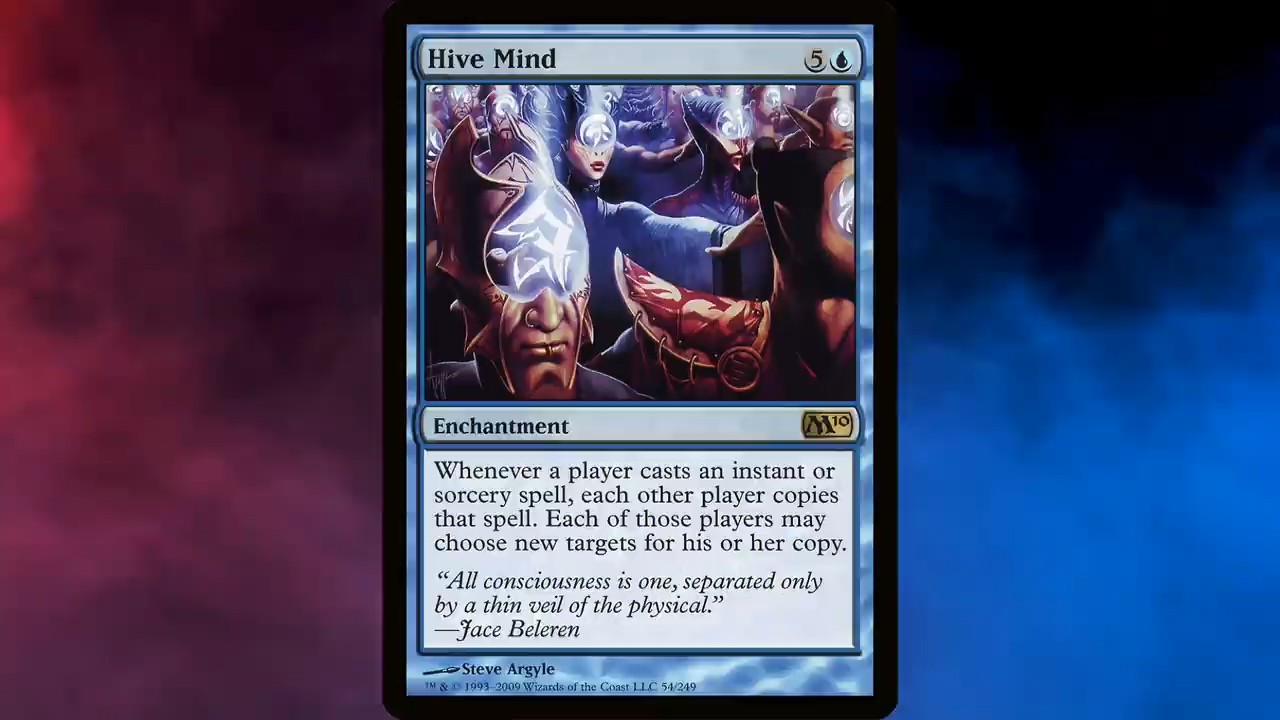 Hive Mind 5
Enchantment M10
Whenever a player casts an instant or
sorcery spell, each other player copies
that spell. Each of those players may
choose new targets for his or her copy.
“All consciousness is one, separated only
by a thin veil of the physical.”
—Jace Beleren
Steve Argyle
™ & © 1993–2009 Wizards of the Coast LLC 54/249